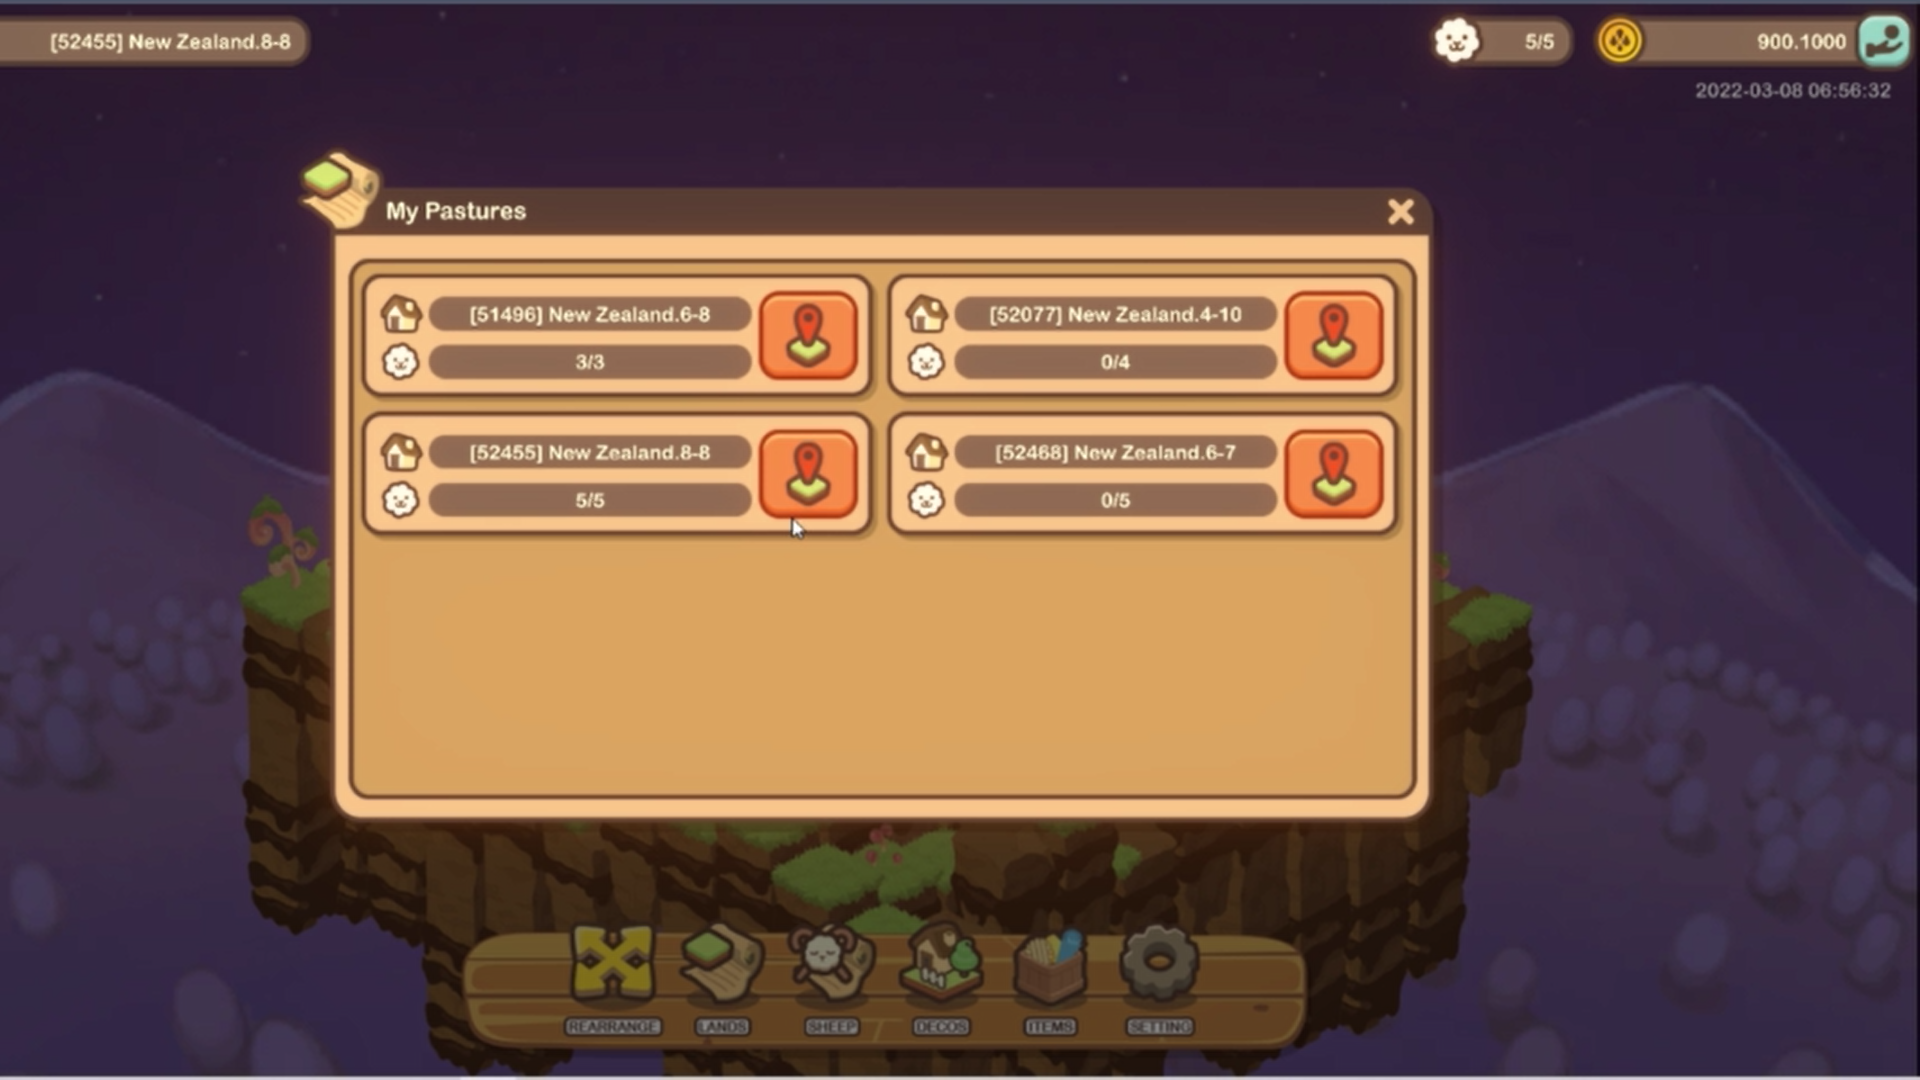 [52455] New Zealand.8-8
5/5
900.1000
2022-03-08 06:56:32
My Pastures
[51496] New Zealand.6-8
3/3
[52077] New Zealand.4-10
0/4
[52455] New Zealand.8-8
5/5
[52468] New Zealand.6-7
0/5
REARRANGE
LANDS
SHEEP
DECOS
ITEMS
SETTING